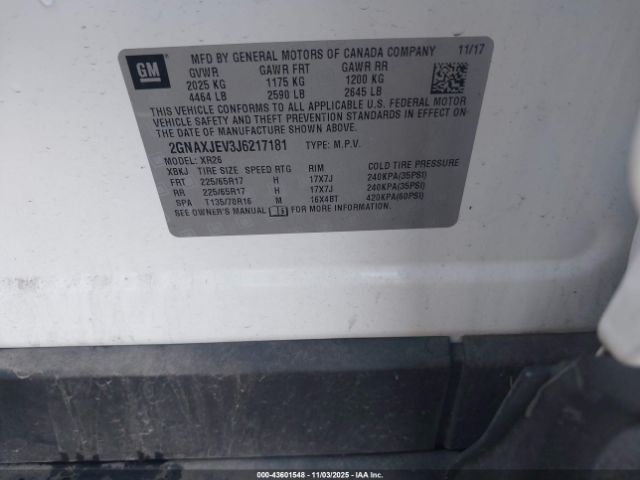 GM
MFD BY GENERAL MOTORS OF CANADA COMPANY 11/17
GVWR GAWR FRT GAWR RR
2025 KG 1175 KG 1200 KG
4464 LB 2590 LB 2645 LB
THIS VEHICLE CONFORMS TO ALL APPLICABLE U.S. FEDERAL MOTOR
VEHICLE SAFETY AND THEFT PREVENTION STANDARDS IN EFFECT ON
THE DATE OF MANUFACTURE SHOWN ABOVE.
2GNAXJEV3J6217181 TYPE: M.P.V.
MODEL: XR26
XBKJ TIRE SIZE SPEED RTG RIM COLD TIRE PRESSURE
FRT 225/65R17 H 17X7J 240KPA(35PSI)
RR 225/65R17 H 17X7J 240KPA(35PSI)
SPA T135/70R16 M 16X4BT 420KPA(60PSI)
SEE OWNER'S MANUAL FOR MORE INFORMATION.
000-43601548 - 11/03/2025 - IAA Inc.